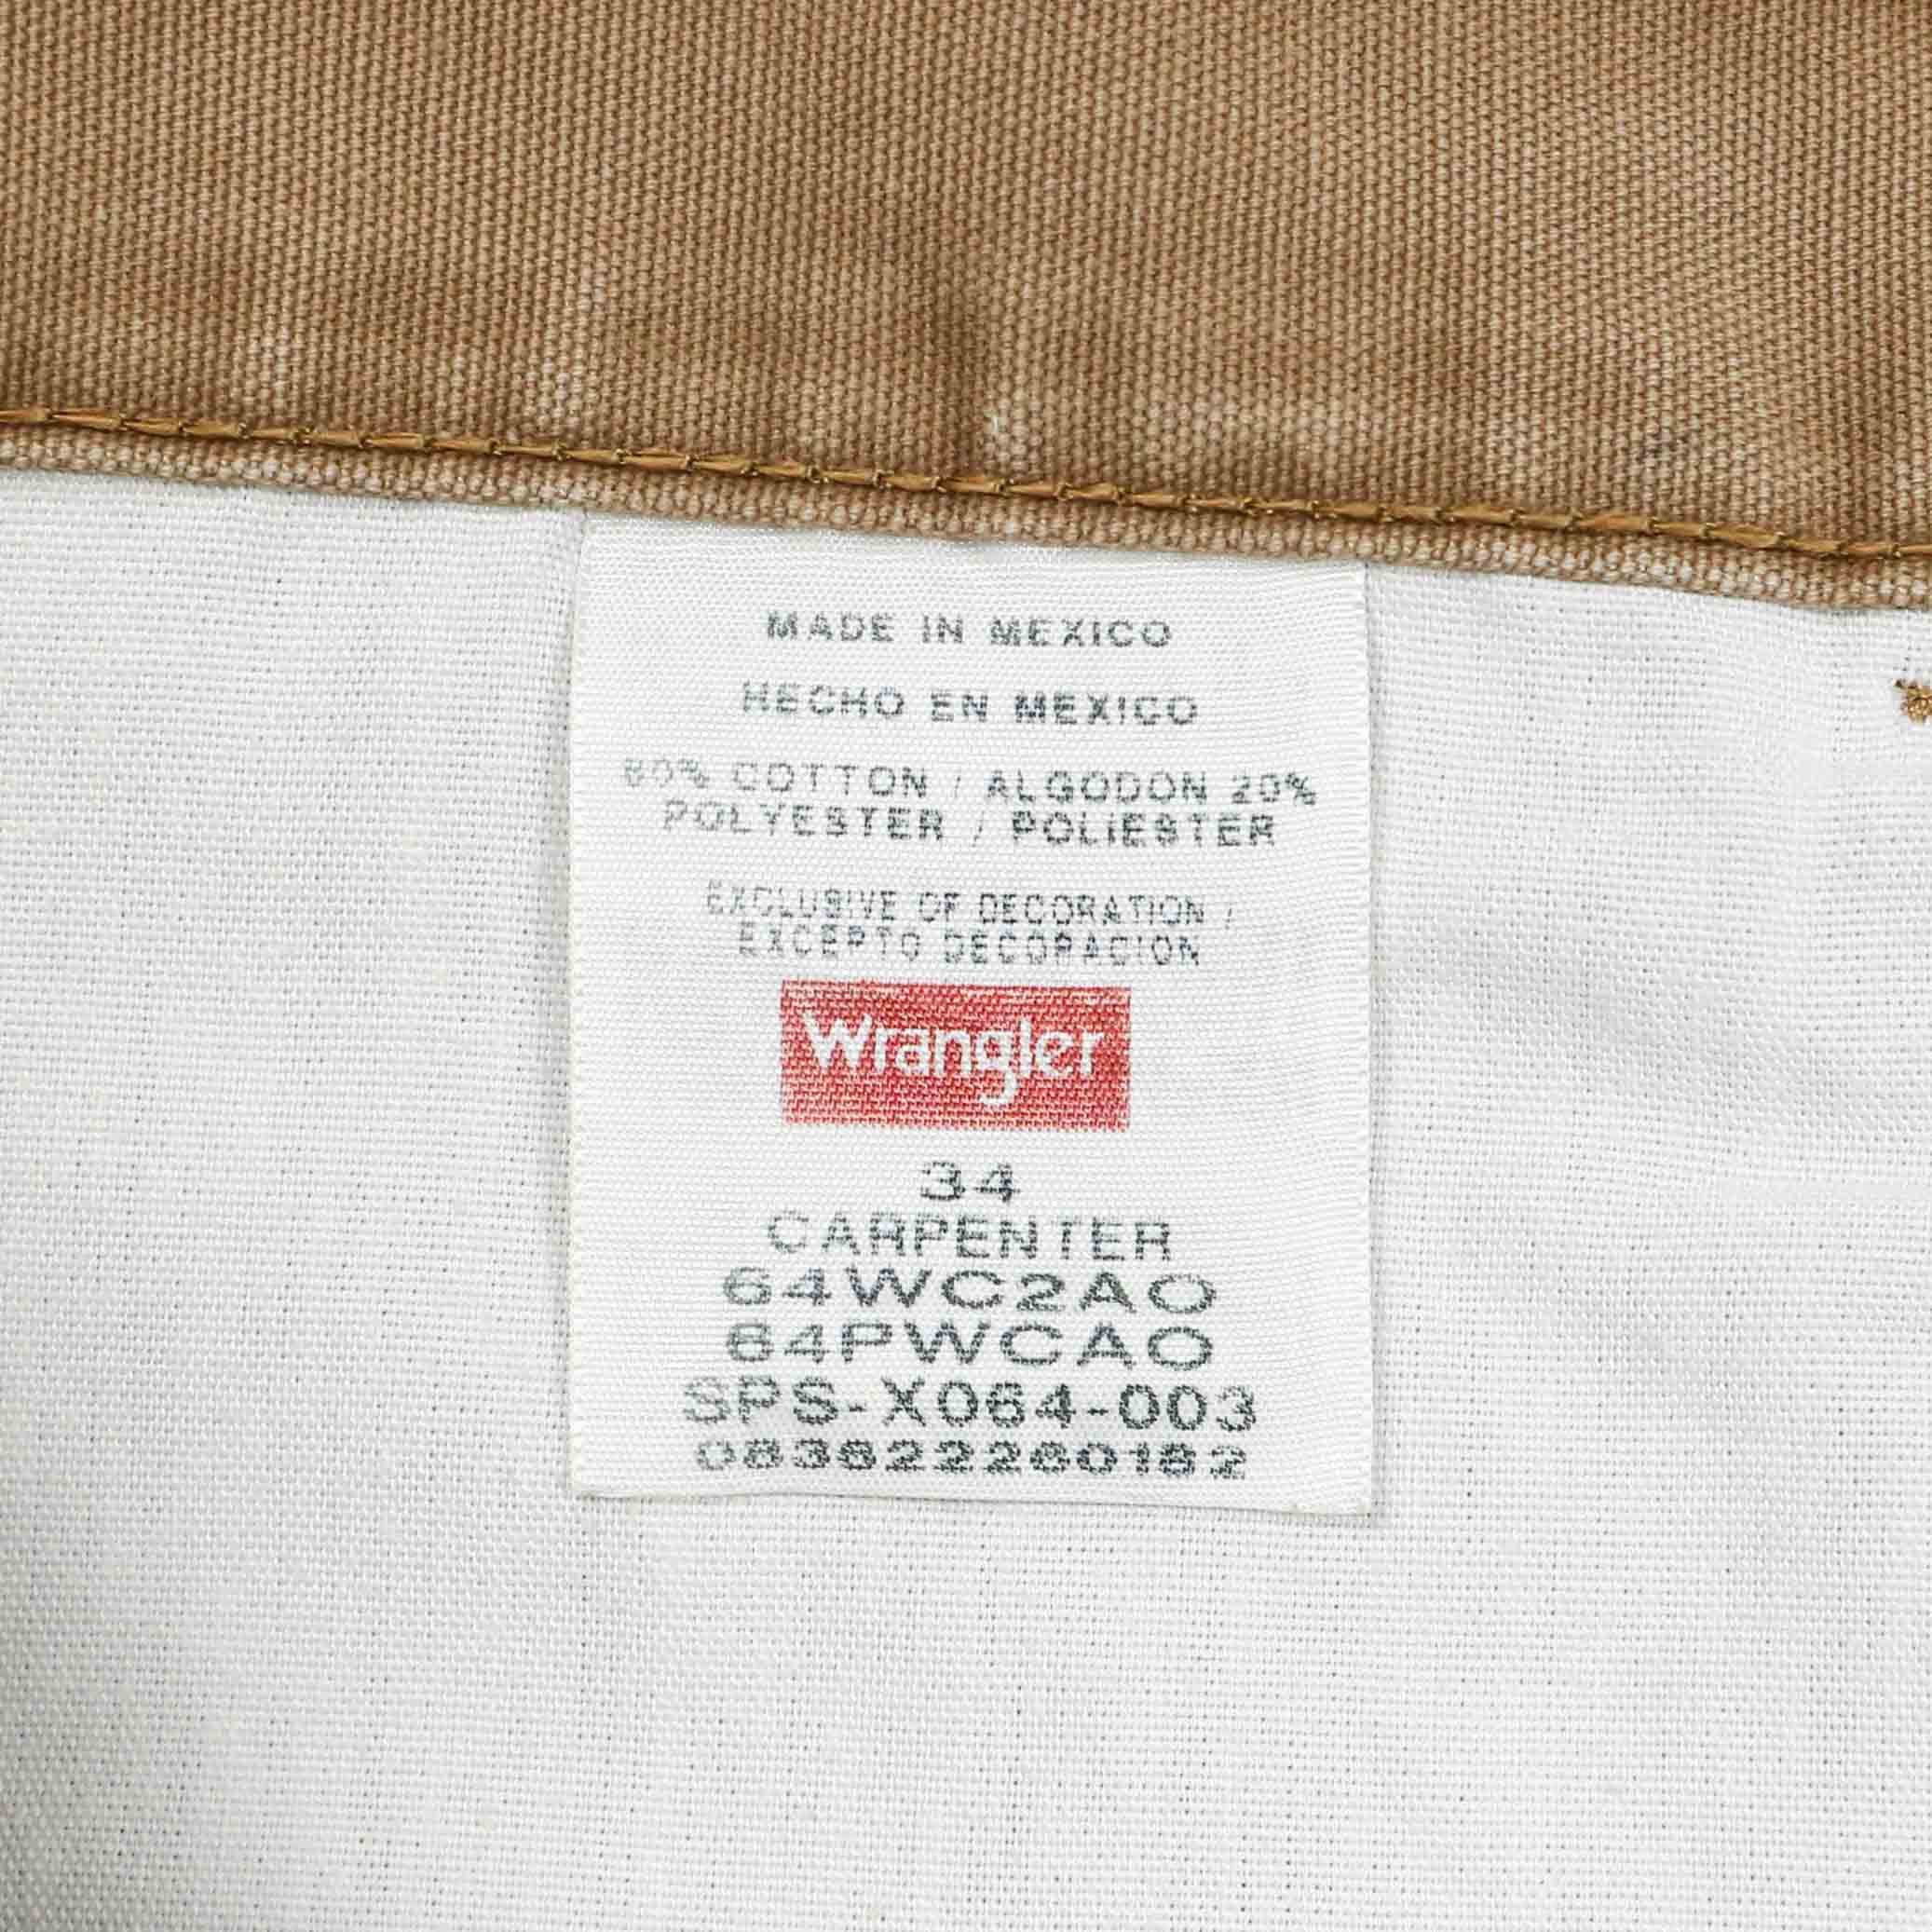 MADE IN MEXICO
HECHO EN MEXICO
80% COTTON / ALGODON 20%
POLYESTER / POLIESTER
EXCLUSIVE OF DECORATION /
EXCEPTO DECORACION
Wrangler
34
CARPENTER
64WC2AO
64PWCAO
SPS-X064-003
083622260182